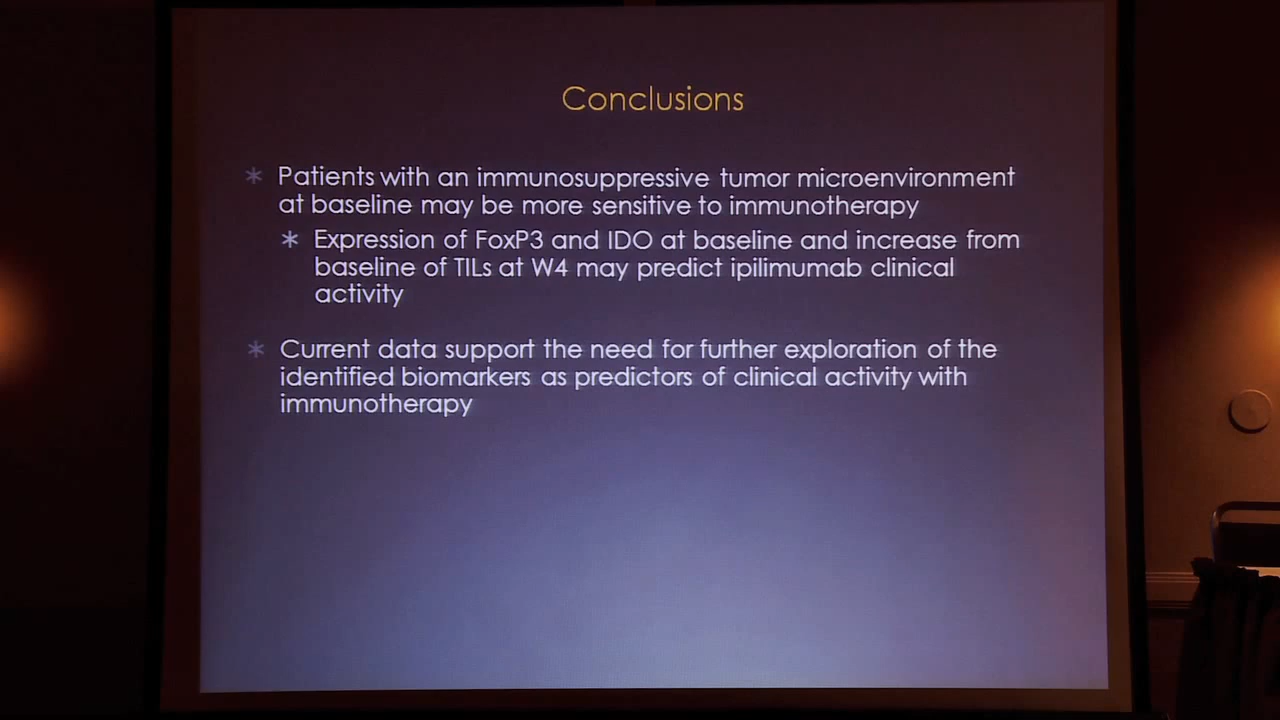 Conclusions
* Patients with an immunosuppressive tumor microenvironment
at baseline may be more sensitive to immunotherapy
* Expression of FoxP3 and IDO at baseline and increase from
baseline of TILs at W4 may predict ipilimumab clinical
activity
* Current data support the need for further exploration of the
identified biomarkers as predictors of clinical activity with
immunotherapy